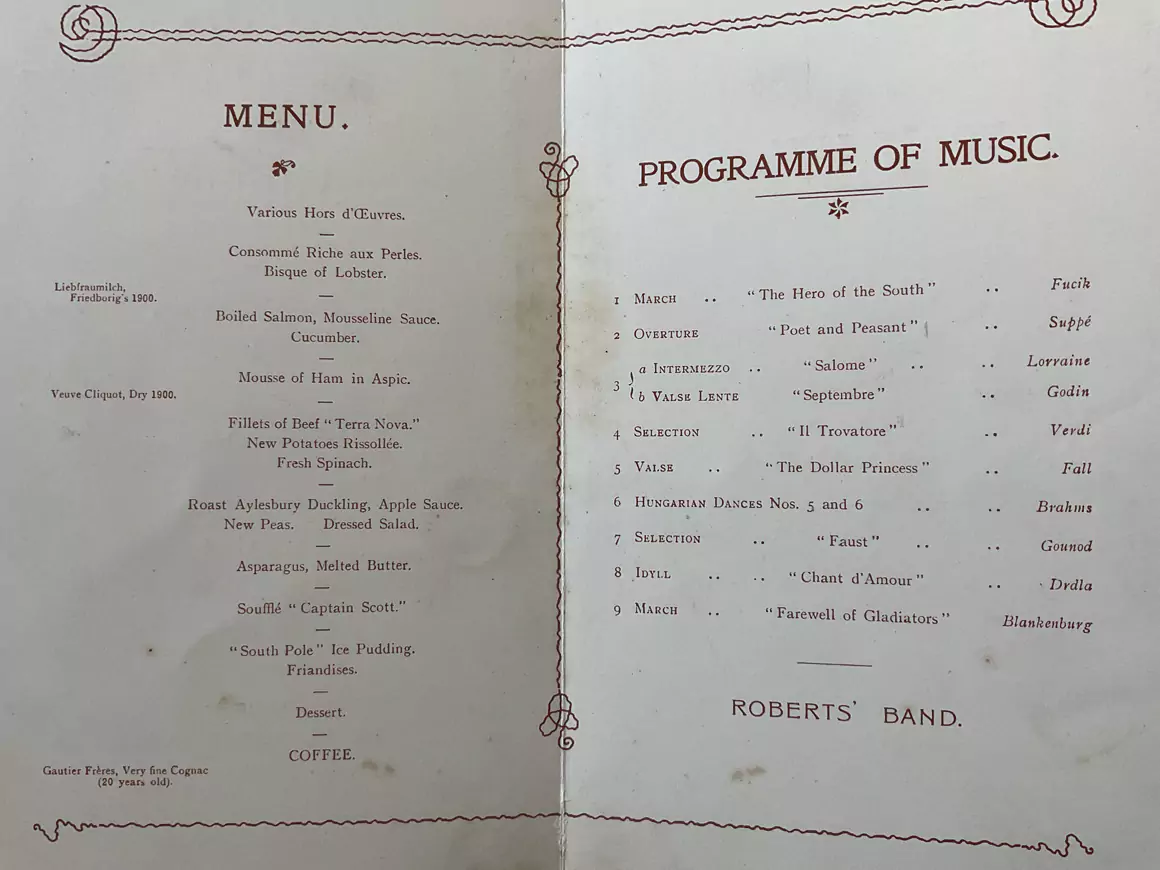 MENU.
Various Hors d'Œuvres.
Consommé Riche aux Perles.
Bisque of Lobster.
Liebfraumilch,
Friedborig's 1900.
Boiled Salmon, Mousseline Sauce.
Cucumber.
Mousse of Ham in Aspic.
Veuve Cliquot, Dry 1900.
Fillets of Beef "Terra Nova."
New Potatoes Rissollée.
Fresh Spinach.
Roast Aylesbury Duckling, Apple Sauce.
New Peas. Dressed Salad.
Asparagus, Melted Butter.
Soufflé "Captain Scott."
"South Pole" Ice Pudding.
Friandises.
Dessert.
COFFEE.
Gautier Frères, Very fine Cognac
(20 years old).
PROGRAMME OF MUSIC.
1 MARCH .. "The Hero of the South" .. Fucik
2 OVERTURE "Poet and Peasant" .. Suppé
3 { a INTERMEZZO .. "Salome" .. .. Lorraine
b VALSE LENTE "Septembre" .. Godin
4 SELECTION .. "Il Trovatore" .. Verdi
5 VALSE .. "The Dollar Princess" .. Fall
6 HUNGARIAN DANCES Nos. 5 and 6 .. .. Brahms
7 SELECTION .. "Faust" .. .. Gounod
8 IDYLL .. .. "Chant d'Amour" .. Drdla
9 MARCH .. "Farewell of Gladiators" Blankenburg
ROBERTS' BAND.